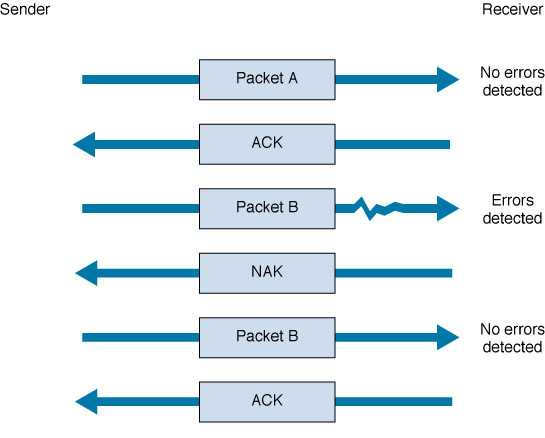 Sender
Receiver
Packet A
No errors
detected
ACK
Packet B
Errors
detected
NAK
Packet B
No errors
detected
ACK